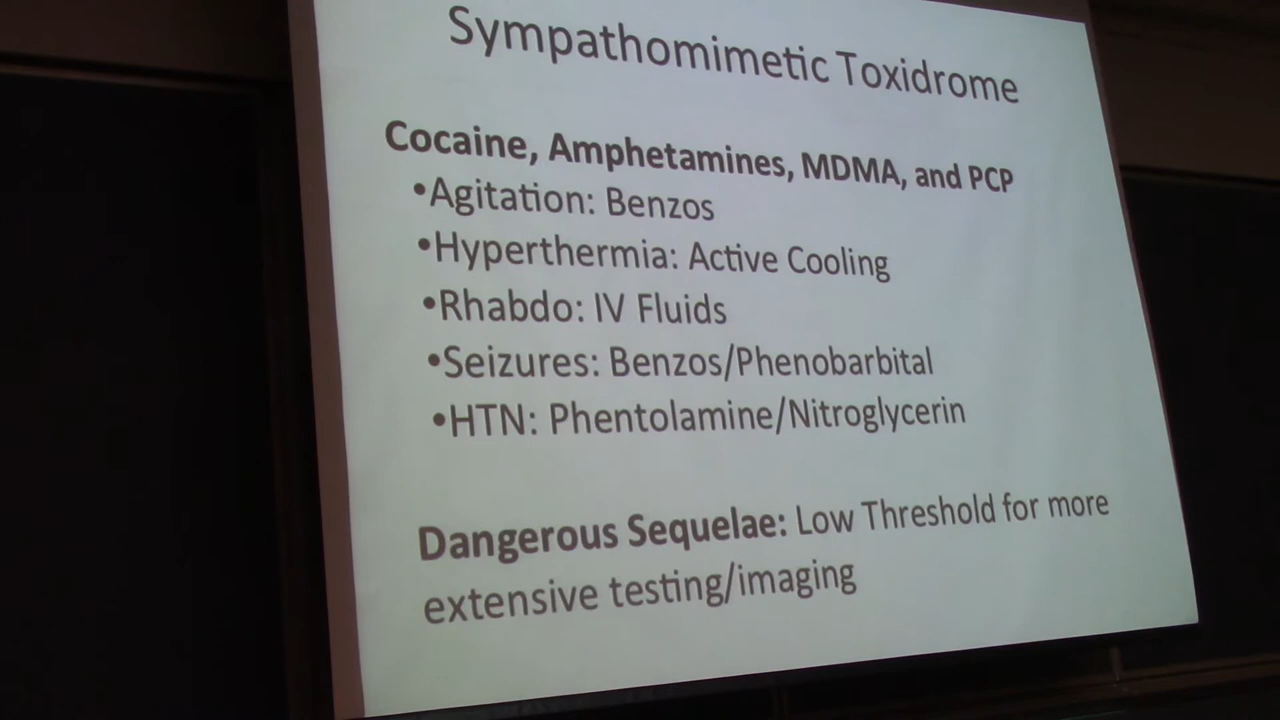 Sympathomimetic Toxidrome
Cocaine, Amphetamines, MDMA, and PCP
•Agitation: Benzos
•Hyperthermia: Active Cooling
•Rhabdo: IV Fluids
•Seizures: Benzos/Phenobarbital
•HTN: Phentolamine/Nitroglycerin
Dangerous Sequelae: Low Threshold for more
extensive testing/imaging